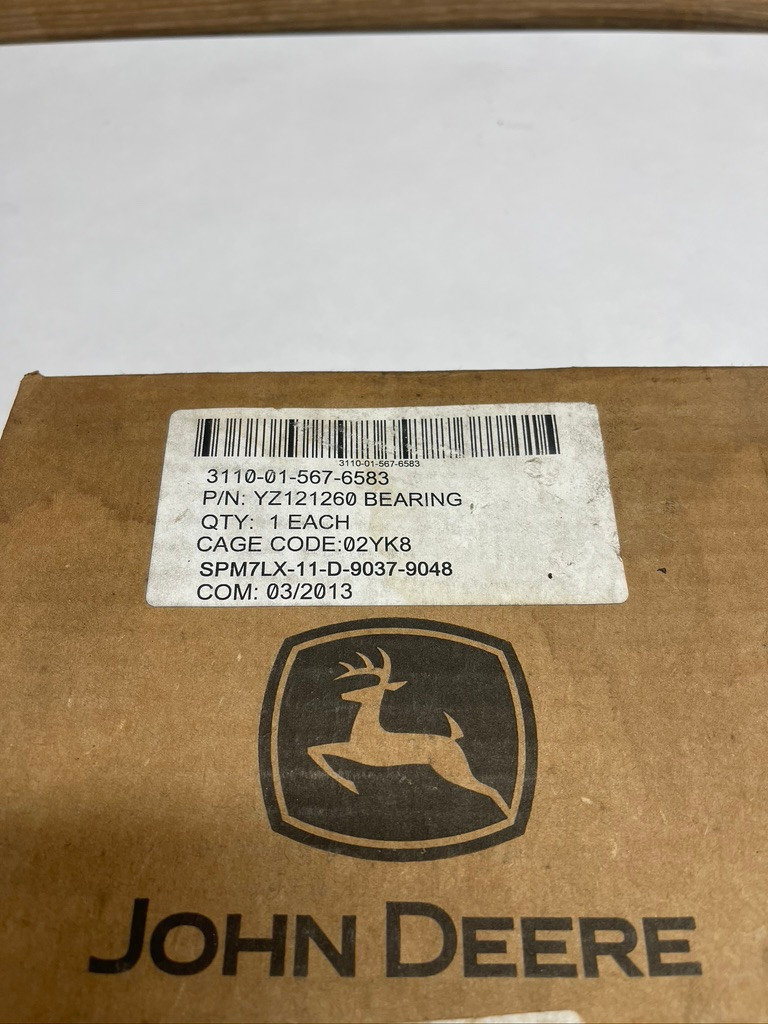 3110-01-567-6583
3110-01-567-6583
P/N: YZ121260 BEARING
QTY: 1 EACH
CAGE CODE:02YK8
SPM7LX-11-D-9037-9048
COM: 03/2013
JOHN DEERE